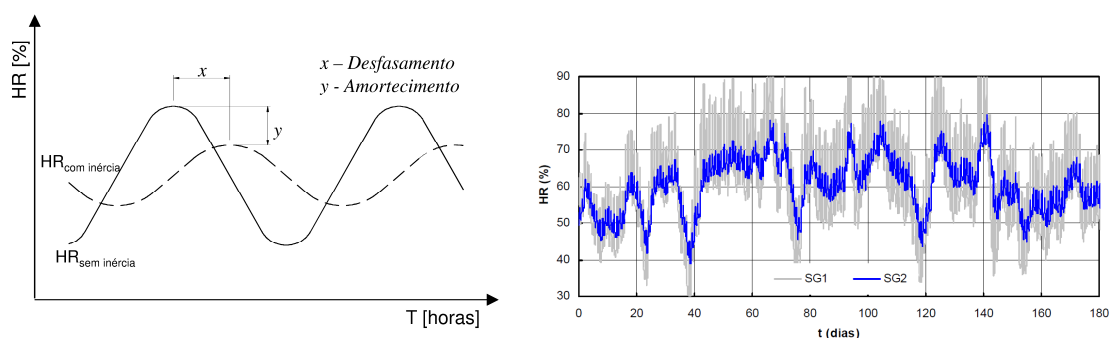 HR [%]
x
x – Desfasamento
y - Amortecimento
y
HRcom inércia
HRsem inércia
T [horas]
HR (%)
90
80
70
60
50
40
30
SG1
SG2
0
20
40
60
80
100
120
140
160
180
t (dias)